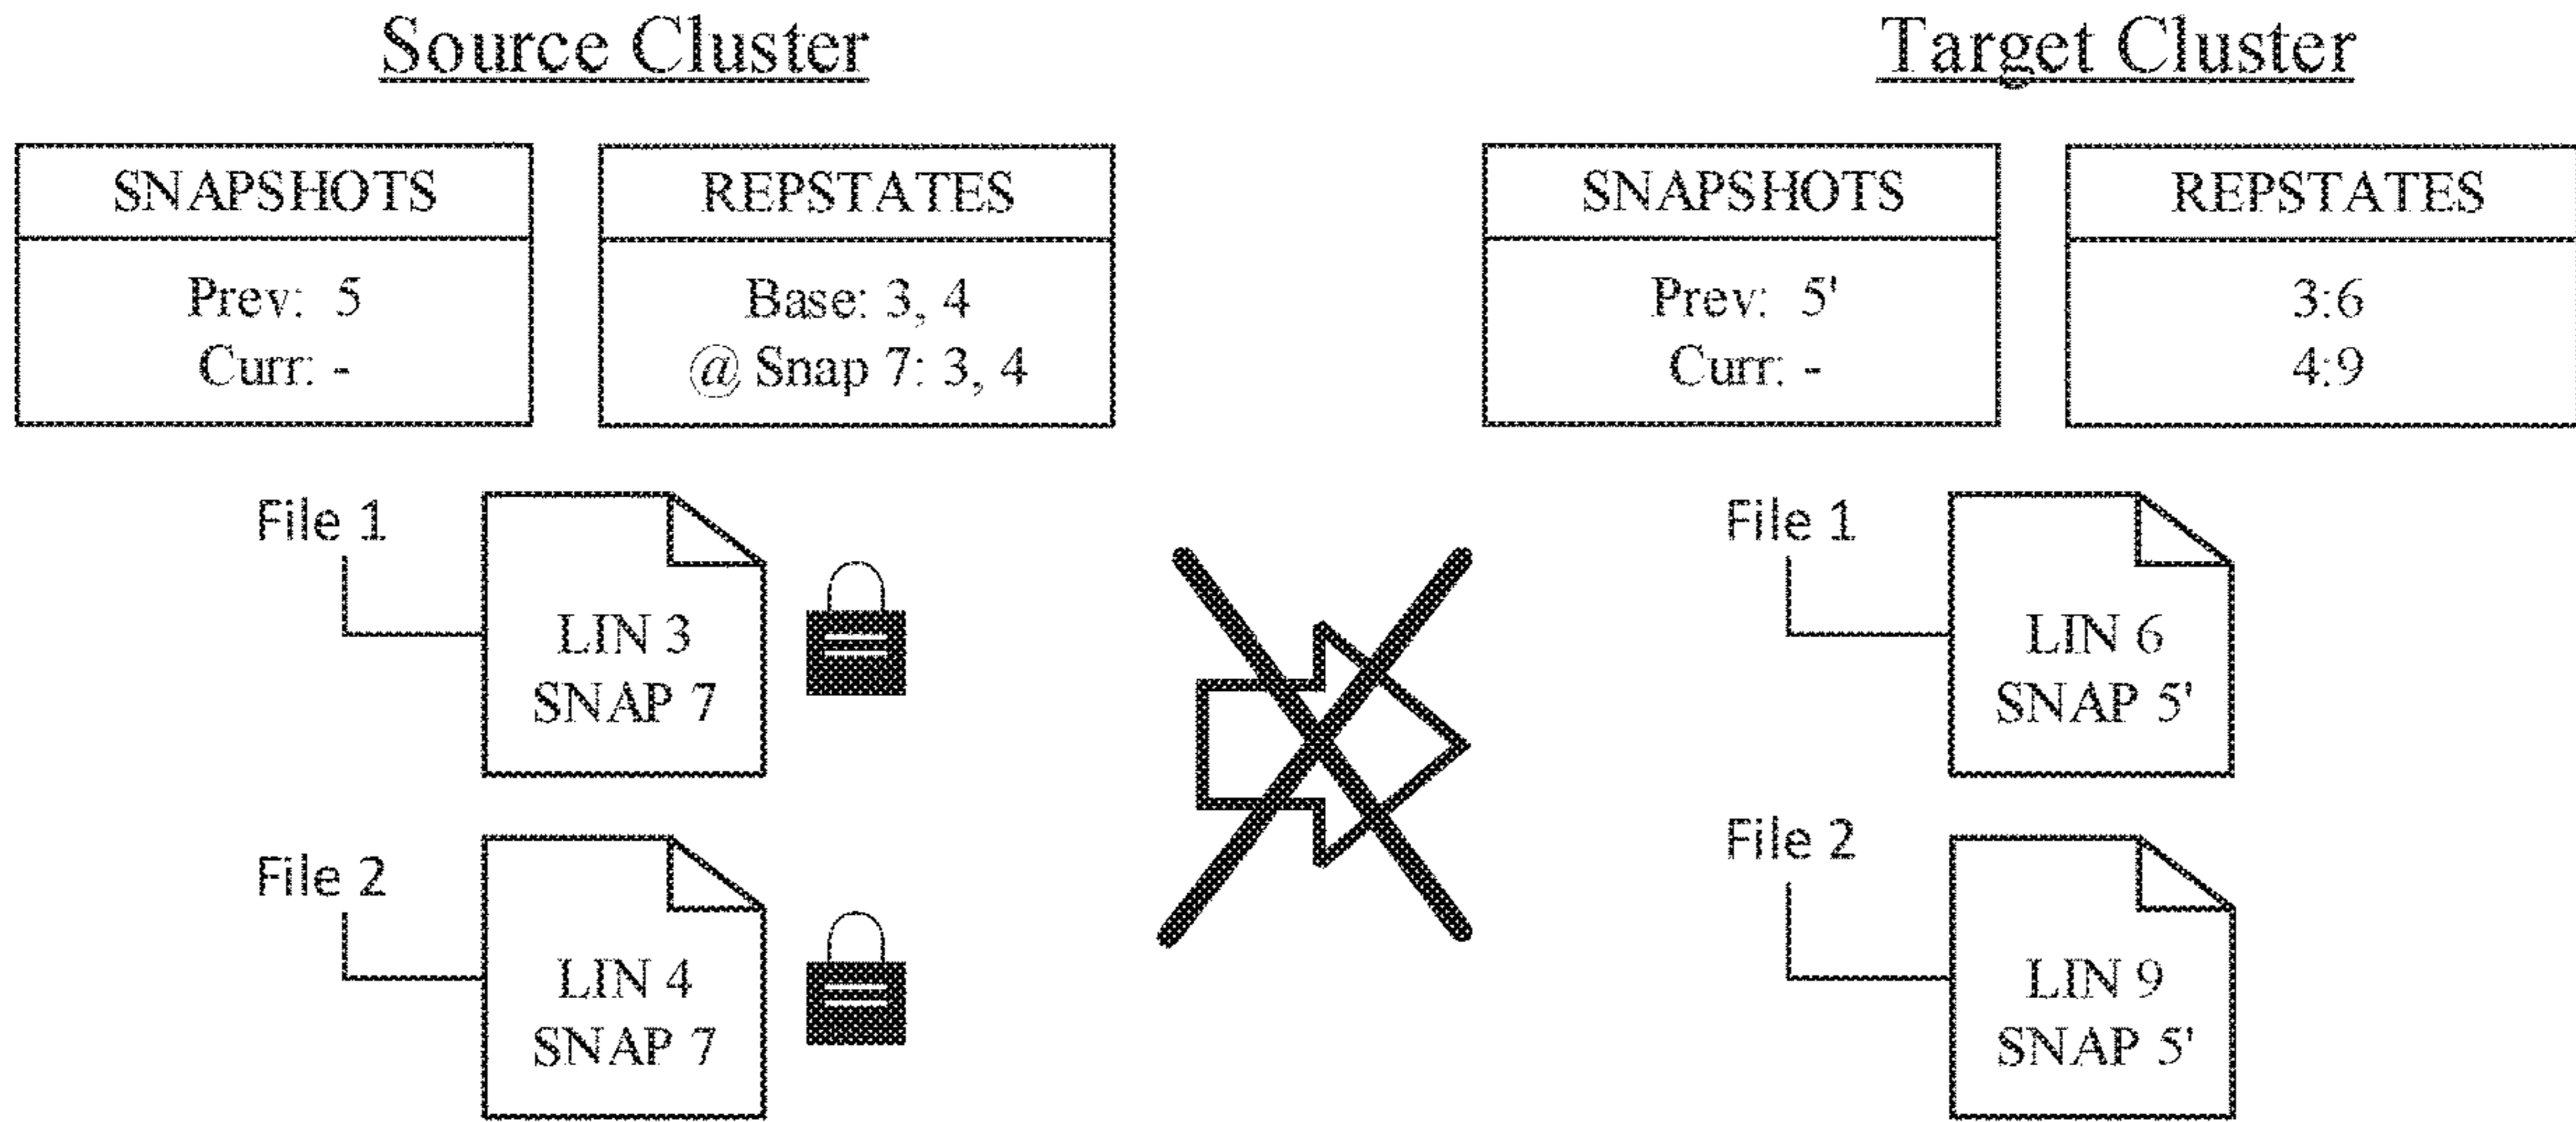 Source Cluster
SNAPSHOTS
Prev: 5
Curr: -
REPSTATES
Base: 3, 4
@ Snap 7: 3, 4
File 1
LIN 3
SNAP 7
File 2
LIN 4
SNAP 7
Target Cluster
SNAPSHOTS
Prev: 5'
Curr: -
REPSTATES
3:6
4:9
File 1
LIN 6
SNAP 5'
File 2
LIN 9
SNAP 5'